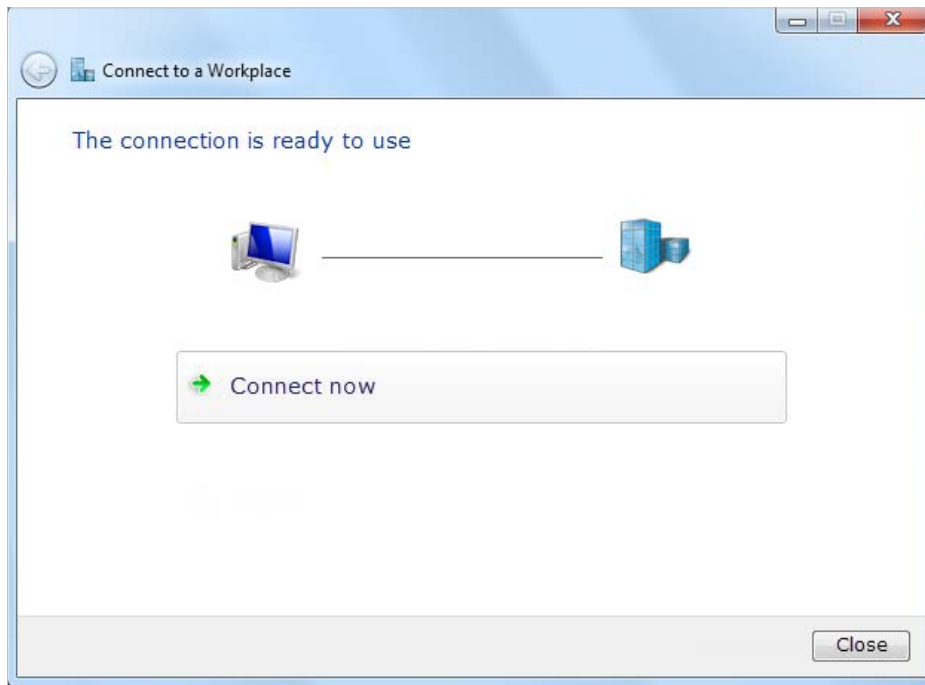 Connect to a Workplace
The connection is ready to use
Connect now
Close